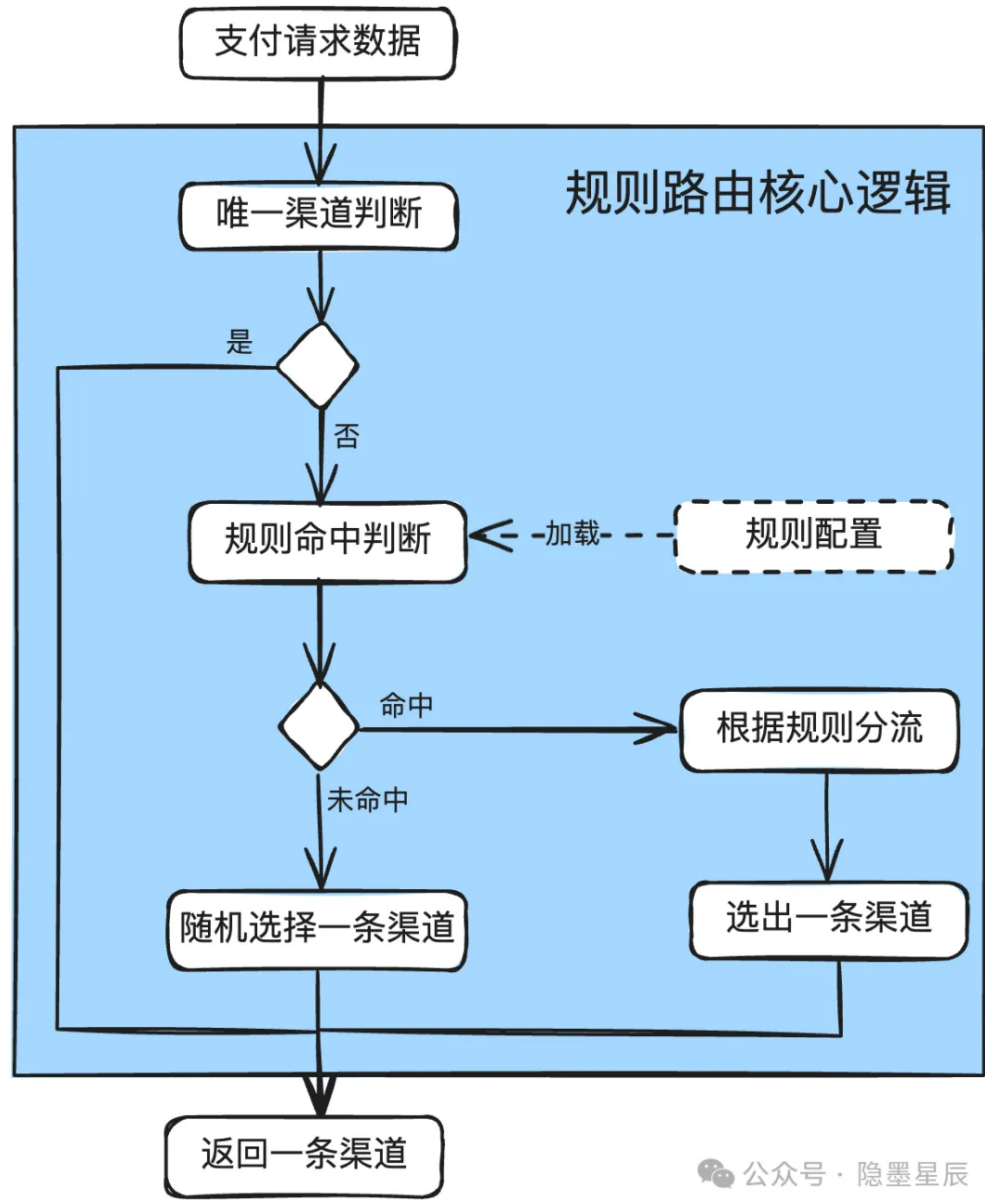 支付请求数据
规则路由核心逻辑
唯一渠道判断
是
否
规则命中判断
加载
规则配置
命中
根据规则分流
未命中
随机选择一条渠道
选出一条渠道
返回一条渠道
公众号 · 隐墨星辰